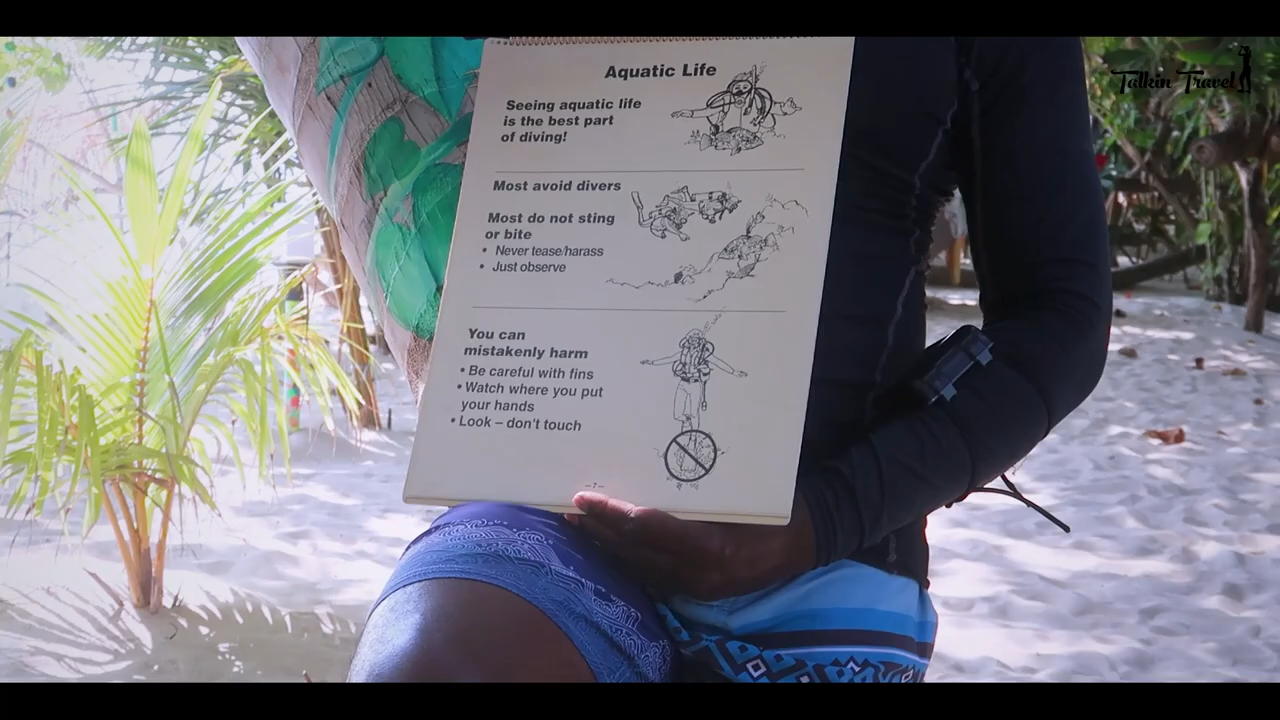 Talkin Travel
Aquatic Life
Seeing aquatic life
is the best part
of diving!
Most avoid divers
Most do not sting
or bite
• Never tease/harass
• Just observe
You can
mistakenly harm
• Be careful with fins
• Watch where you put
your hands
• Look – don't touch
– 7 –